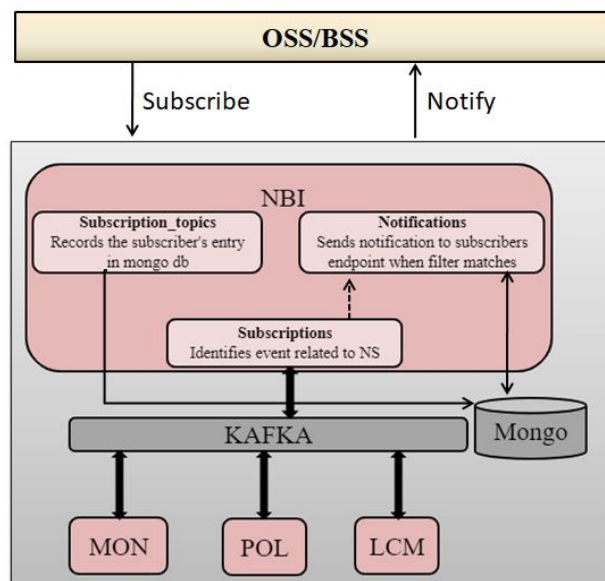 OSS/BSS
Subscribe
Notify
NBI
Subscription_topics
Records the subscriber's entry
in mongo db
Notifications
Sends notification to subscribers
endpoint when filter matches
Subscriptions
Identifies event related to NS
KAFKA
Mongo
MON
POL
LCM